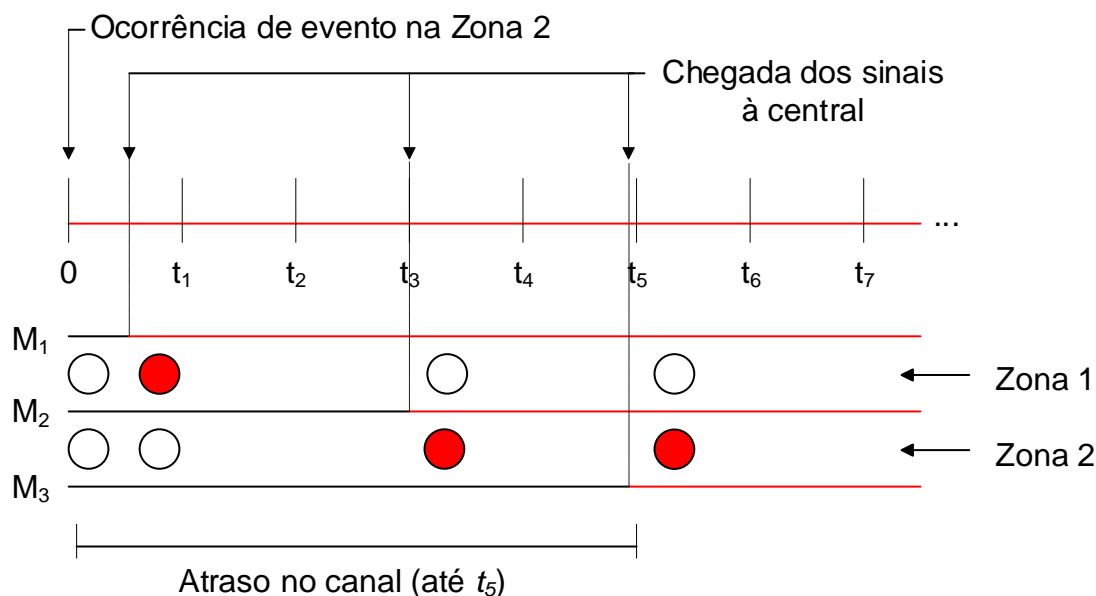 Ocorrência de evento na Zona 2
Chegada dos sinais
à central
...
0 t₁ t₂ t₃ t₄ t₅ t₆ t₇
M₁
Zona 1
M₂
Zona 2
M₃
Atraso no canal (até t₅)